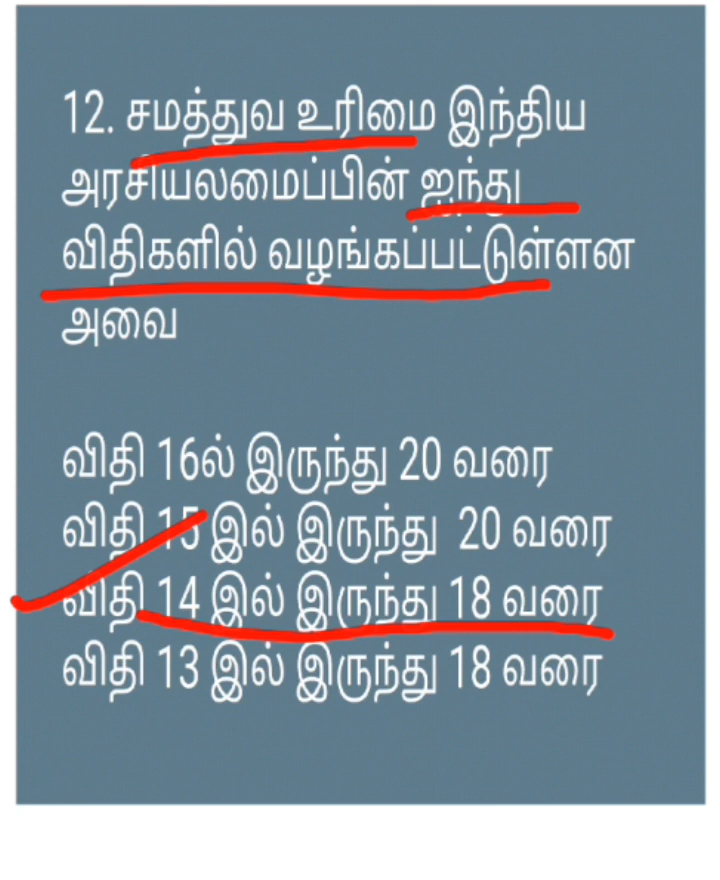 12. சமத்துவ உரிமை இந்திய
அரசியலமைப்பின் ஐந்து
விதிகளில் வழங்கப்பட்டுள்ளன
அவை
விதி 16ல் இருந்து 20 வரை
விதி 15 இல் இருந்து 20 வரை
விதி 14 இல் இருந்து 18 வரை
விதி 13 இல் இருந்து 18 வரை